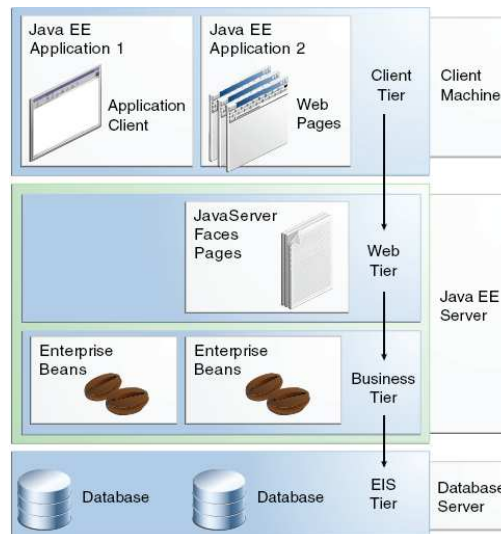 Java EE
Application 1
Application
Client
Java EE
Application 2
Web
Pages
Client
Tier
Client
Machine
JavaServer
Faces
Pages
Web
Tier
Java EE
Server
Enterprise
Beans
Enterprise
Beans
Business
Tier
Database
Database
EIS
Tier
Database
Server